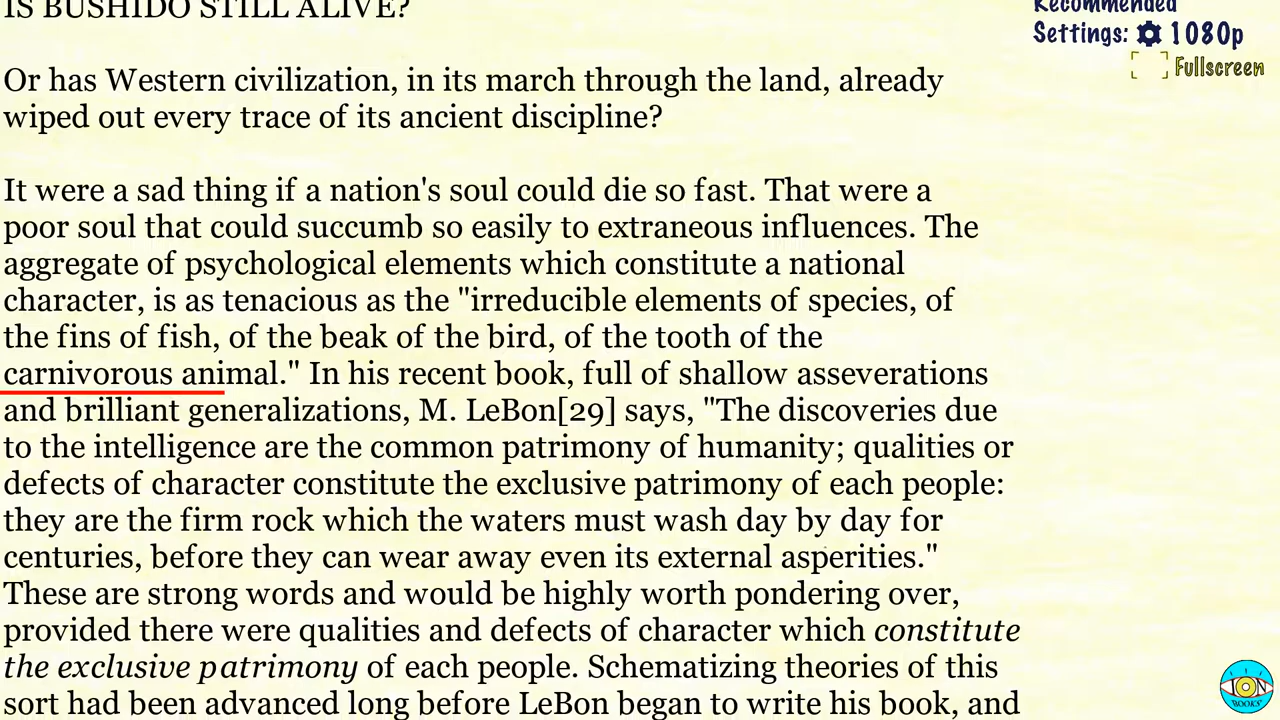 IS BUSHIDO STILL ALIVE?
Recommended
Settings: 1080p
Fullscreen
Or has Western civilization, in its march through the land, already
wiped out every trace of its ancient discipline?
It were a sad thing if a nation's soul could die so fast. That were a
poor soul that could succumb so easily to extraneous influences. The
aggregate of psychological elements which constitute a national
character, is as tenacious as the "irreducible elements of species, of
the fins of fish, of the beak of the bird, of the tooth of the
carnivorous animal." In his recent book, full of shallow asseverations
and brilliant generalizations, M. LeBon[29] says, "The discoveries due
to the intelligence are the common patrimony of humanity; qualities or
defects of character constitute the exclusive patrimony of each people:
they are the firm rock which the waters must wash day by day for
centuries, before they can wear away even its external asperities."
These are strong words and would be highly worth pondering over,
provided there were qualities and defects of character which constitute
the exclusive patrimony of each people. Schematizing theories of this
sort had been advanced long before LeBon began to write his book, and
ION
BOOKS